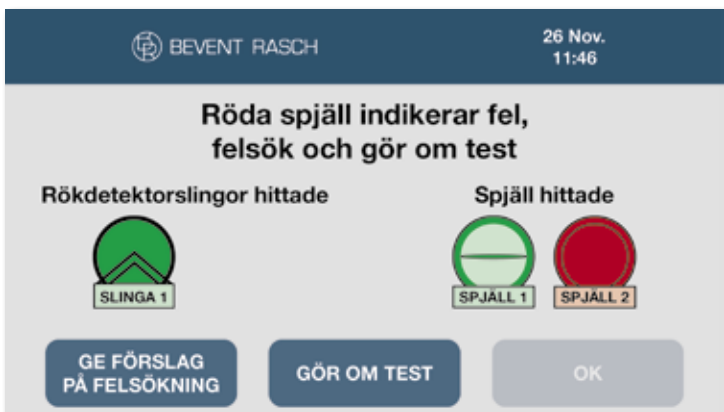 BEVENT RASCH
26 Nov.
11:46
Röda spjäll indikerar fel,
felsök och gör om test
Rökdetektorslingor hittade
Spjäll hittade
SLINGA 1
SPJÄLL 1
SPJÄLL 2
GE FÖRSLAG
PÅ FELSÖKNING
GÖR OM TEST
OK